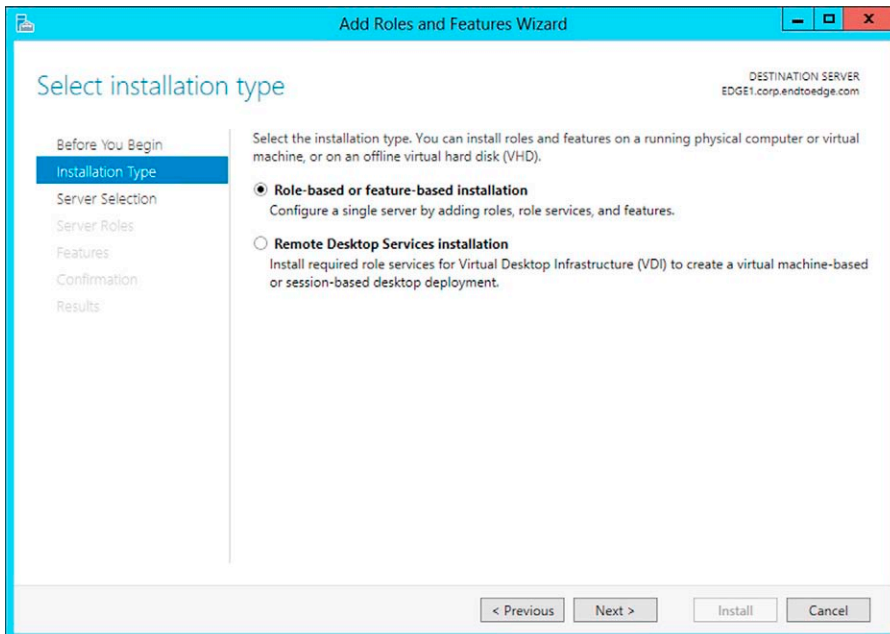 Add Roles and Features Wizard
Select installation type
DESTINATION SERVER
EDGE1.corp.endtoedge.com
Before You Begin
Installation Type
Server Selection
Server Roles
Features
Confirmation
Results
Select the installation type. You can install roles and features on a running physical computer or virtual
machine, or on an offline virtual hard disk (VHD).
Role-based or feature-based installation
Configure a single server by adding roles, role services, and features.
Remote Desktop Services installation
Install required role services for Virtual Desktop Infrastructure (VDI) to create a virtual machine-based
or session-based desktop deployment.
< Previous
Next >
Install
Cancel